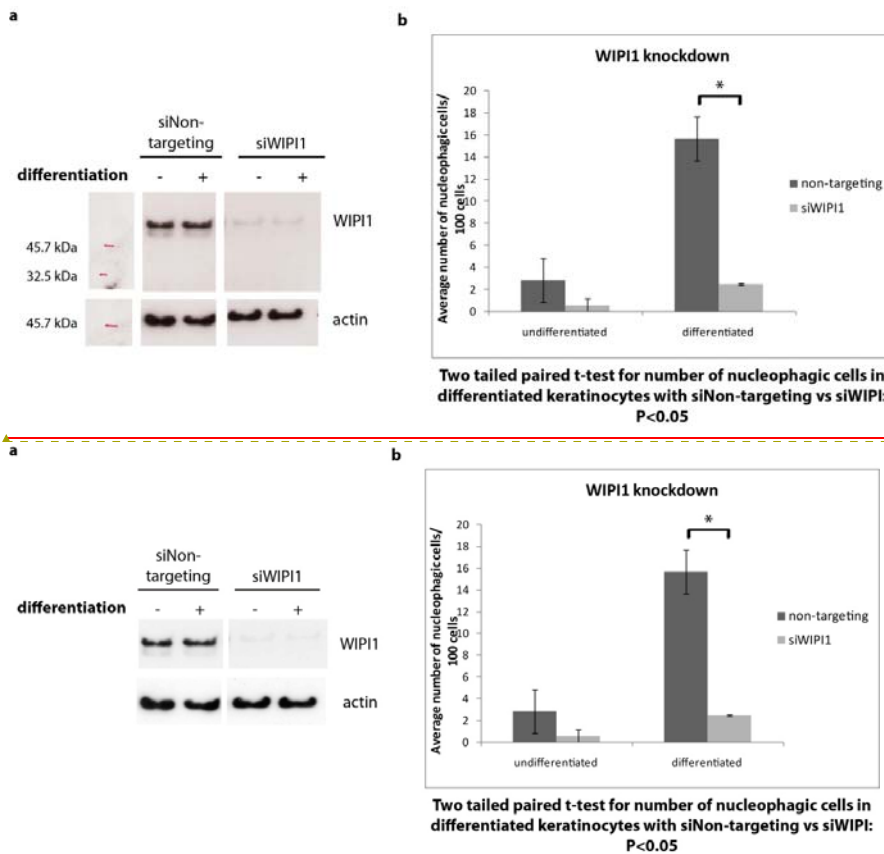 a
siNon-
targeting
siWIPI1
differentiation - + - +
WIPI1
45.7 kDa
32.5 kDa
45.7 kDa
actin
b
WIPI1 knockdown
Average number of nucleophagic cells/
100 cells
20
18
16
14
12
10
8
6
4
2
0
*
non-targeting
siWIPI1
undifferentiated differentiated
Two tailed paired t-test for number of nucleophagic cells in
differentiated keratinocytes with siNon-targeting vs siWIPI:
P<0.05
a
siNon-
targeting
siWIPI1
differentiation - + - +
WIPI1
actin
b
WIPI1 knockdown
Average number of nucleophagic cells/
100 cells
20
18
16
14
12
10
8
6
4
2
0
*
non-targeting
siWIPI1
undifferentiated differentiated
Two tailed paired t-test for number of nucleophagic cells in
differentiated keratinocytes with siNon-targeting vs siWIPI:
P<0.05